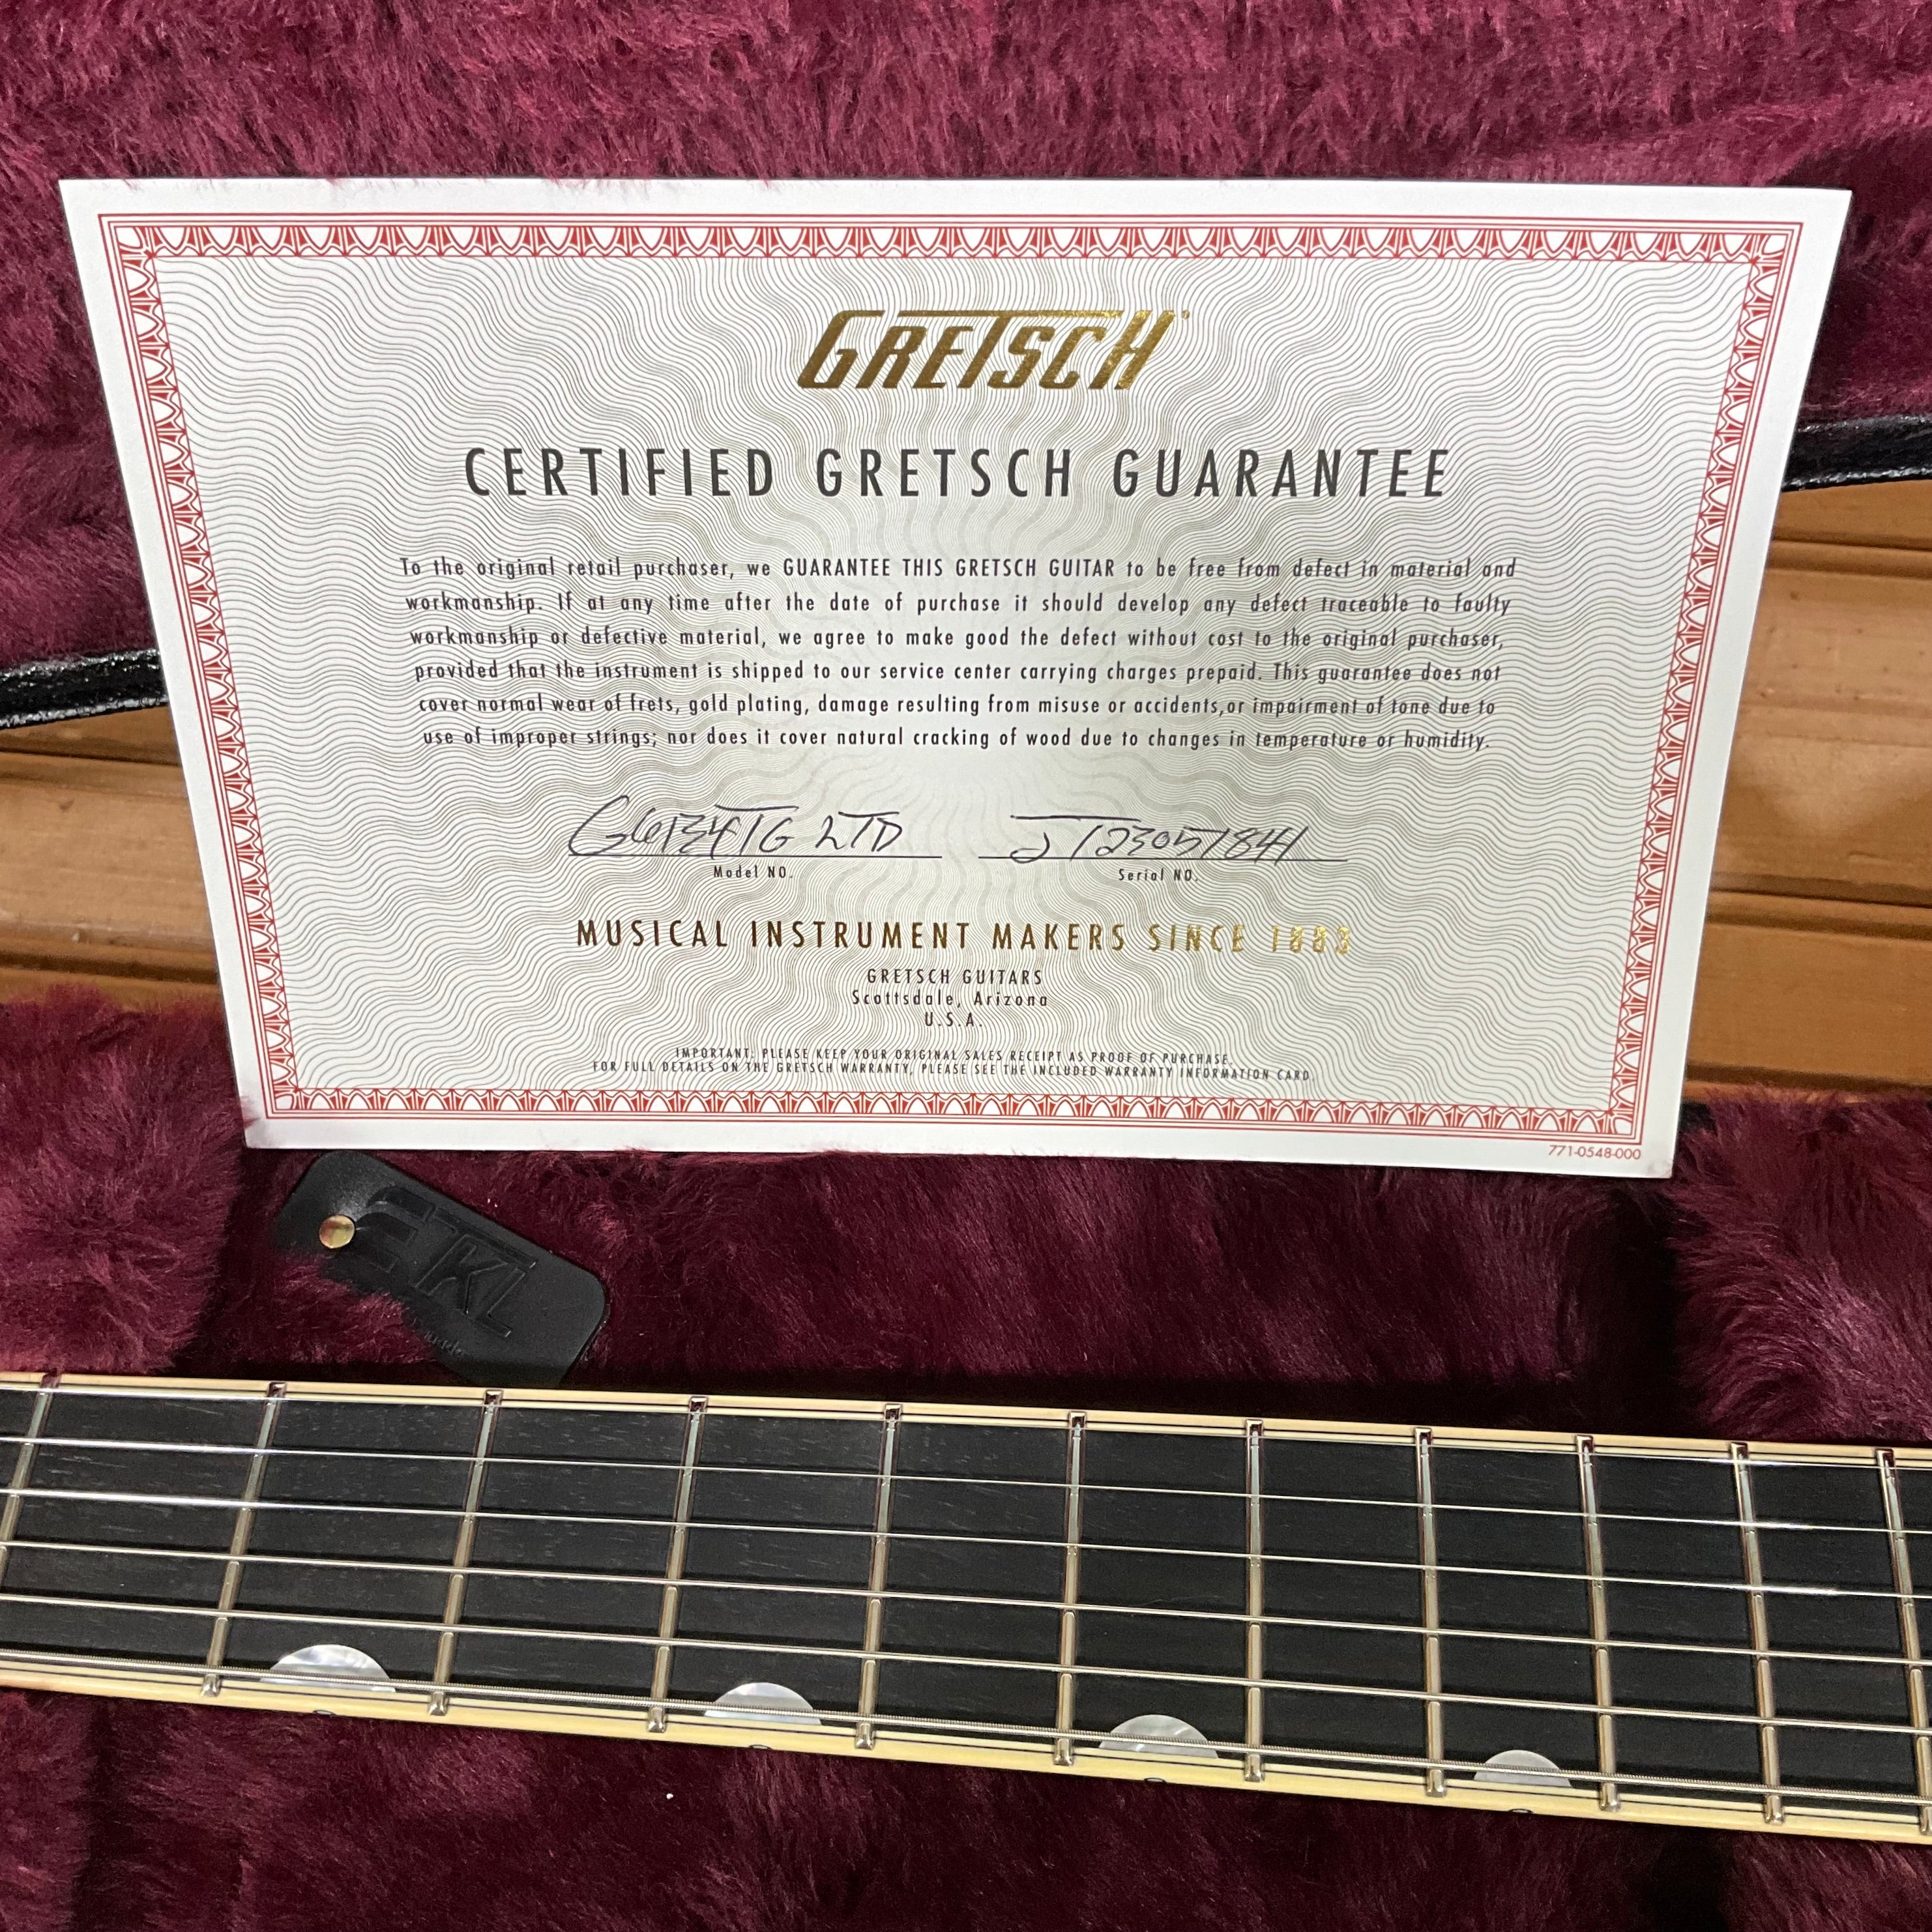 GRETSCH
CERTIFIED GRETSCH GUARANTEE
To the original retail purchaser, we GUARANTEE THIS GRETSCH GUITAR to be free from defect in material and
workmanship. If at any time after the date of purchase it should develop any defect traceable to faulty
workmanship or defective material, we agree to make good the defect without cost to the original purchaser,
provided that the instrument is shipped to our service center carrying charges prepaid. This guarantee does not
cover normal wear of frets, gold plating, damage resulting from misuse or accidents,or impairment of tone due to
use of improper strings; nor does it cover natural cracking of wood due to changes in temperature or humidity.
G6134TG LTD JT23051841
Model NO. Serial NO.
MUSICAL INSTRUMENT MAKERS SINCE 1883
GRETSCH GUITARS
Scottsdale, Arizona
U.S.A.
IMPORTANT: PLEASE KEEP YOUR ORIGINAL SALES RECEIPT AS PROOF OF PURCHASE.
FOR FULL DETAILS ON THE GRETSCH WARRANTY, PLEASE SEE THE INCLUDED WARRANTY INFORMATION CARD.
771-0548-000